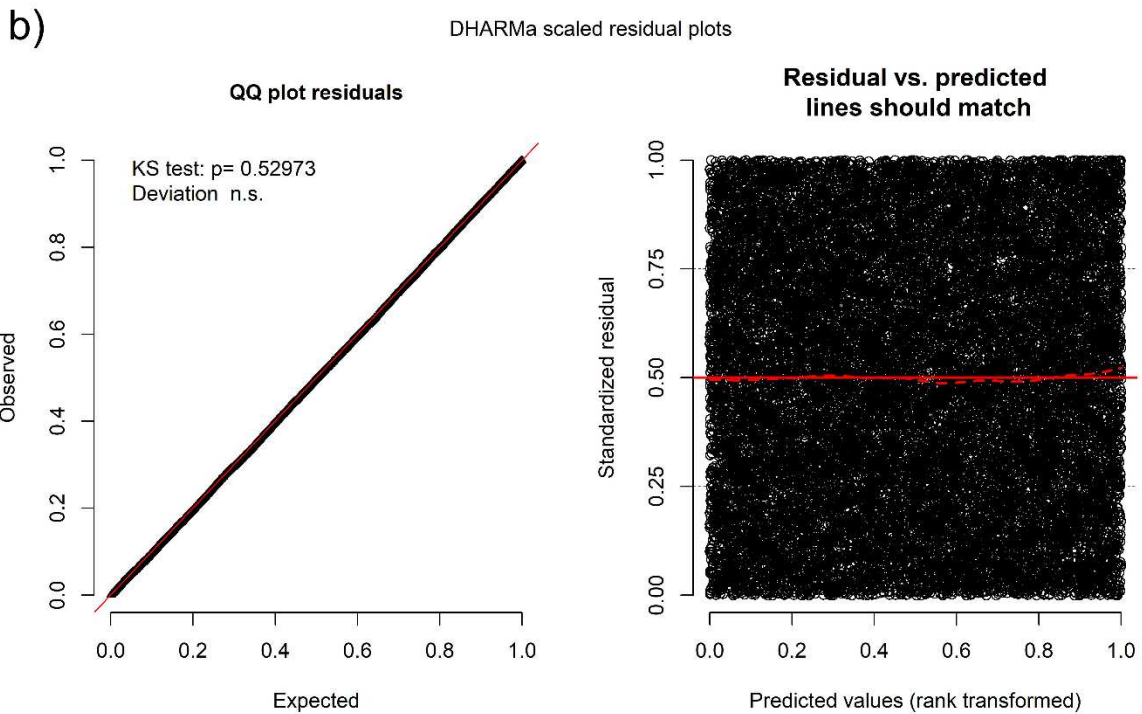 b)
DHARMa scaled residual plots
QQ plot residuals
KS test: p= 0.52973
Deviation n.s.
Observed
0.0 0.2 0.4 0.6 0.8 1.0
0.0 0.2 0.4 0.6 0.8 1.0
Expected
Residual vs. predicted
lines should match
Standardized residual
0.00 0.25 0.50 0.75 1.00
0.0 0.2 0.4 0.6 0.8 1.0
Predicted values (rank transformed)